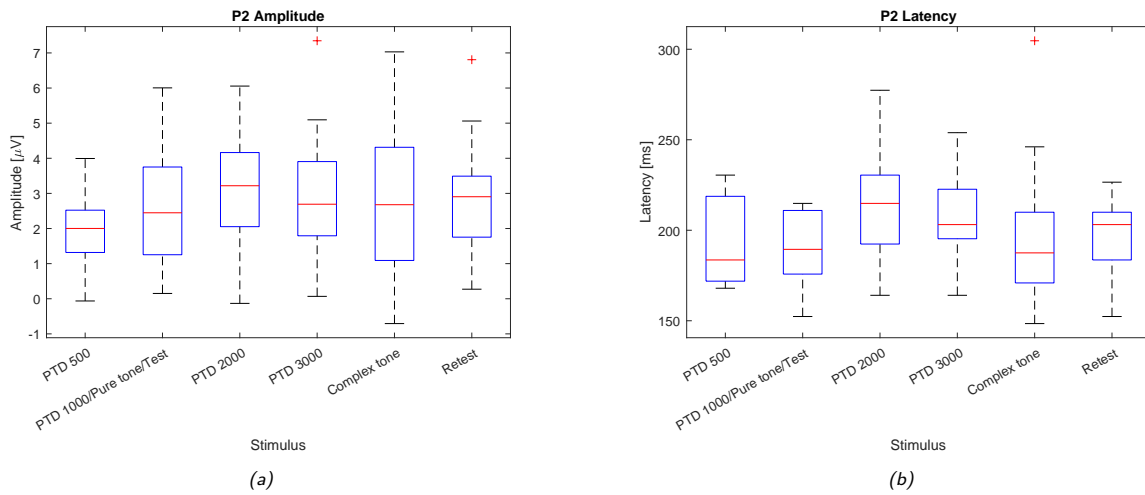 P2 Amplitude
7
6
5
4
3
2
1
0
-1
Amplitude [µV]
PTD 500
PTD 1000/Pure tone/Test
PTD 2000
PTD 3000
Complex tone
Retest
Stimulus
(a)
P2 Latency
300
250
200
150
Latency [ms]
PTD 500
PTD 1000/Pure tone/Test
PTD 2000
PTD 3000
Complex tone
Retest
Stimulus
(b)